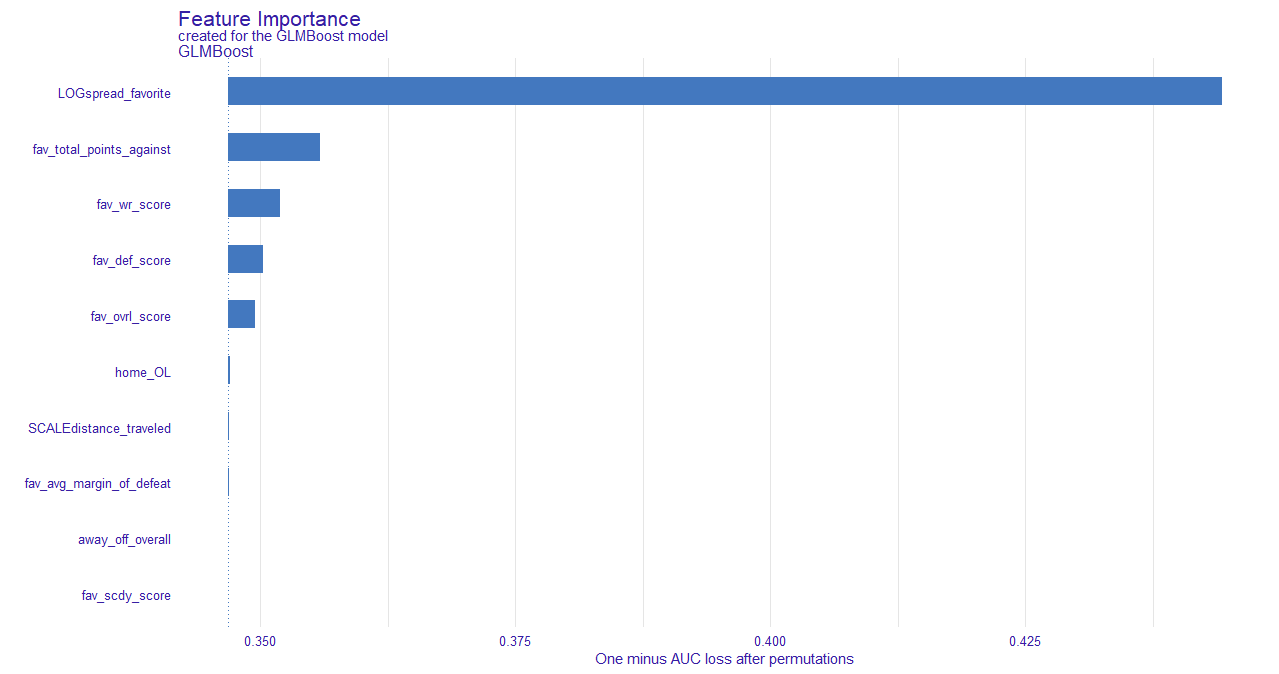 Feature Importance
created for the GLMBoost model
GLMBoost
LOGspread_favorite
fav_total_points_against
fav_wr_score
fav_def_score
fav_ovrl_score
home_OL
SCALEdistance_traveled
fav_avg_margin_of_defeat
away_off_overall
fav_scdy_score
0.350 0.375 0.400 0.425
One minus AUC loss after permutations